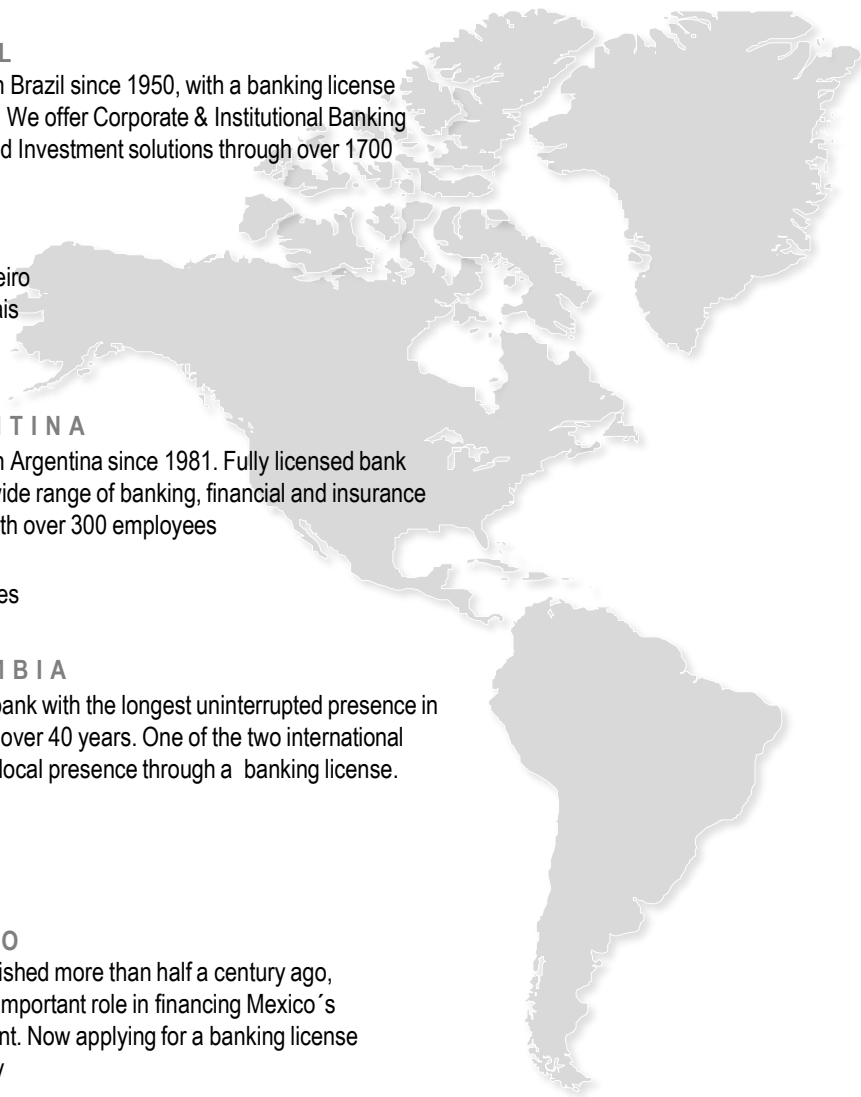 L
n Brazil since 1950, with a banking license
. We offer Corporate & Institutional Banking
d Investment solutions through over 1700
eiro
ais
N T I N A
n Argentina since 1981. Fully licensed bank
wide range of banking, financial and insurance
th over 300 employees
es
M B I A
bank with the longest uninterrupted presence in
over 40 years. One of the two international
local presence through a banking license.
O
ished more than half a century ago,
important role in financing Mexico´s
nt. Now applying for a banking license
y